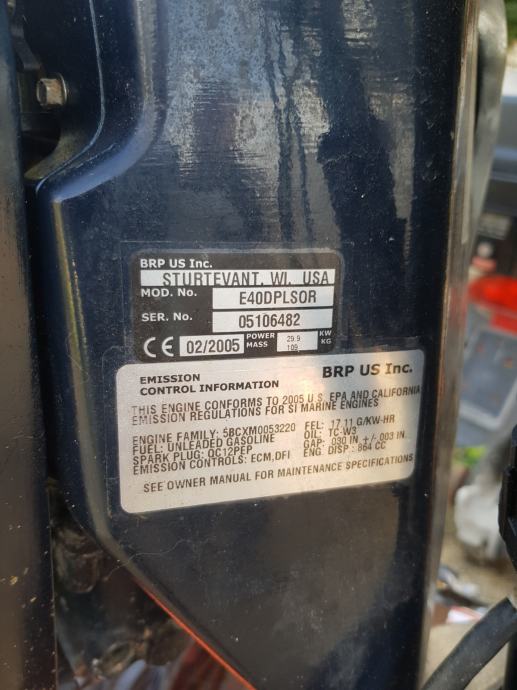 BRP US Inc.
STURTEVANT, WI, USA
MOD. No. E40DPLSOR
SER. No. 05106482
CE 02/2005 POWER 29.9 KW
MASS 109 KG
EMISSION BRP US Inc.
CONTROL INFORMATION
THIS ENGINE CONFORMS TO 2005 U.S. EPA AND CALIFORNIA
EMISSION REGULATIONS FOR SI MARINE ENGINES
ENGINE FAMILY: 5BCXM0053220 FEL: 17.11 G/KW-HR
FUEL: UNLEADED GASOLINE OIL: TC-W3
SPARK PLUG: QC12PEP GAP: .030 IN +/-.003 IN
EMISSION CONTROLS: ECM,DFI ENG. DISP: 864 CC
SEE OWNER MANUAL FOR MAINTENANCE SPECIFICATIONS